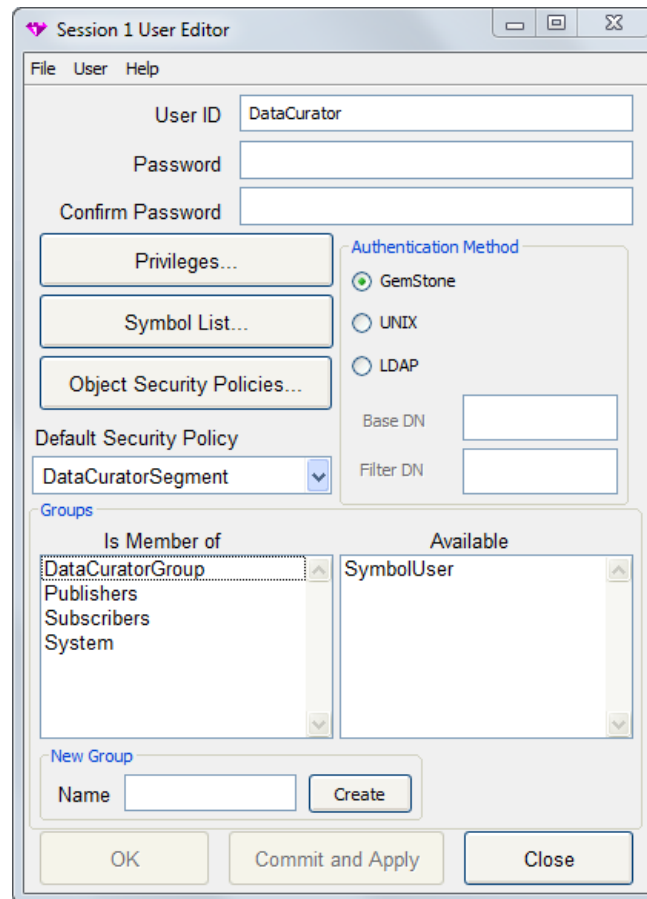 Session 1 User Editor
File User Help
User ID DataCurator
Password
Confirm Password
Privileges...
Symbol List...
Object Security Policies...
Default Security Policy
DataCuratorSegment
Authentication Method
GemStone
UNIX
LDAP
Base DN
Filter DN
Groups
Is Member of
DataCuratorGroup
Publishers
Subscribers
System
Available
SymbolUser
New Group
Name Create
OK Commit and Apply Close